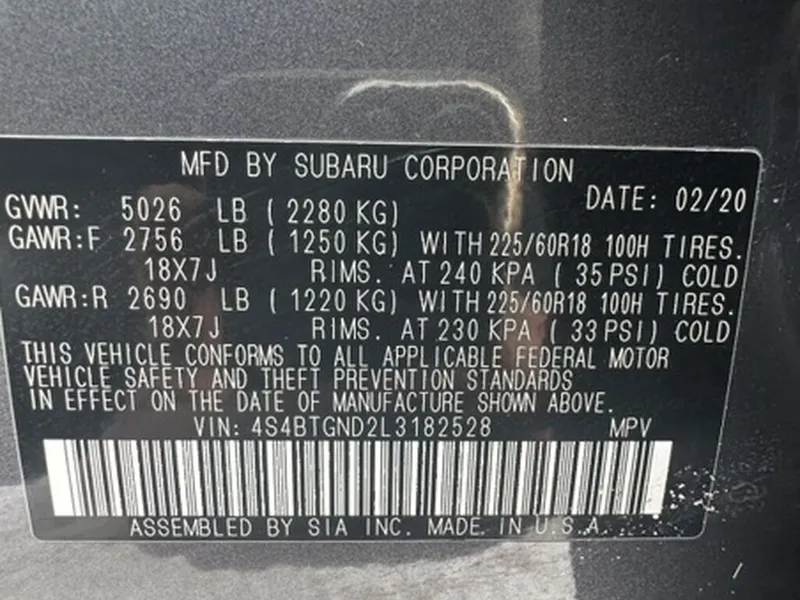 MFD BY SUBARU CORPORATION
DATE: 02/20
GVWR: 5026 LB ( 2280 KG)
GAWR:F 2756 LB ( 1250 KG) WITH 225/60R18 100H TIRES.
18X7J RIMS. AT 240 KPA ( 35 PSI) COLD
GAWR:R 2690 LB ( 1220 KG) WITH 225/60R18 100H TIRES.
18X7J RIMS. AT 230 KPA ( 33 PSI) COLD
THIS VEHICLE CONFORMS TO ALL APPLICABLE FEDERAL MOTOR
VEHICLE SAFETY AND THEFT PREVENTION STANDARDS
IN EFFECT ON THE DATE OF MANUFACTURE SHOWN ABOVE.
VIN: 4S4BTGND2L3182528 MPV
ASSEMBLED BY SIA INC. MADE IN U.S.A.